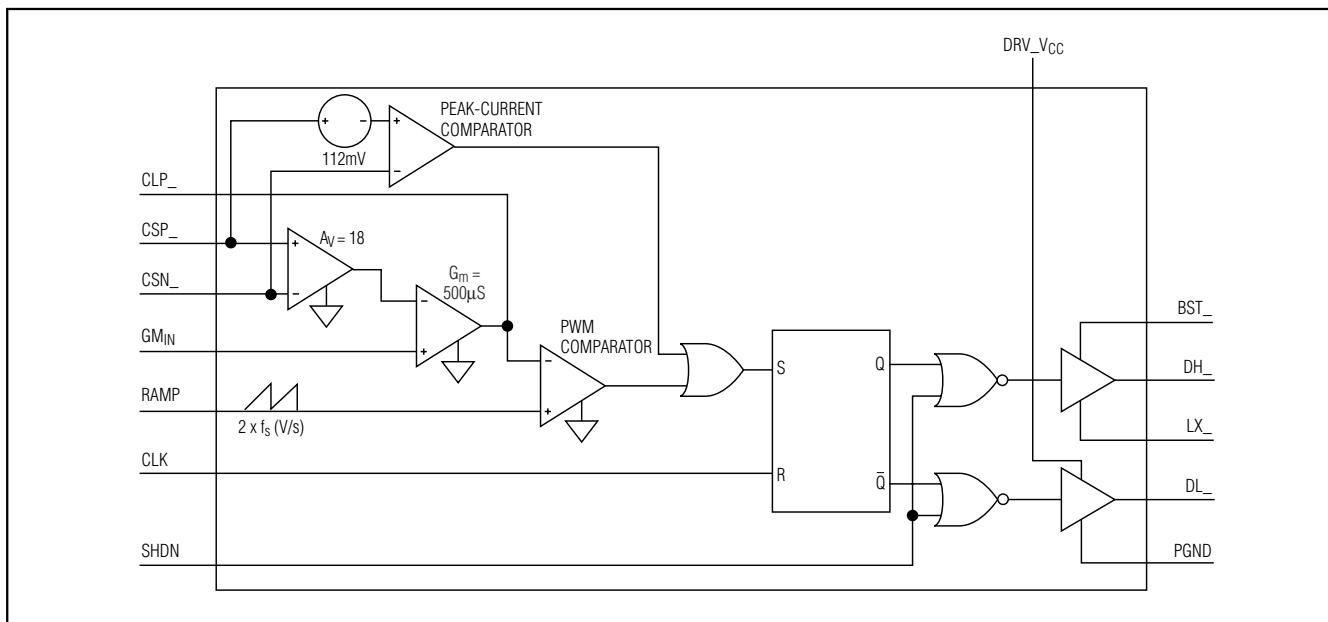 DRV_VCC
PEAK-CURRENT
COMPARATOR
+
-
+
-
112mV
CLP_
CSP_
CSN_
GMIN
RAMP
CLK
SHDN
AV = 18
+
-
Gm =
500µS
-
+
PWM
COMPARATOR
-
+
2 x fs (V/s)
S
R
Q
Q̅
BST_
DH_
LX_
DL_
PGND